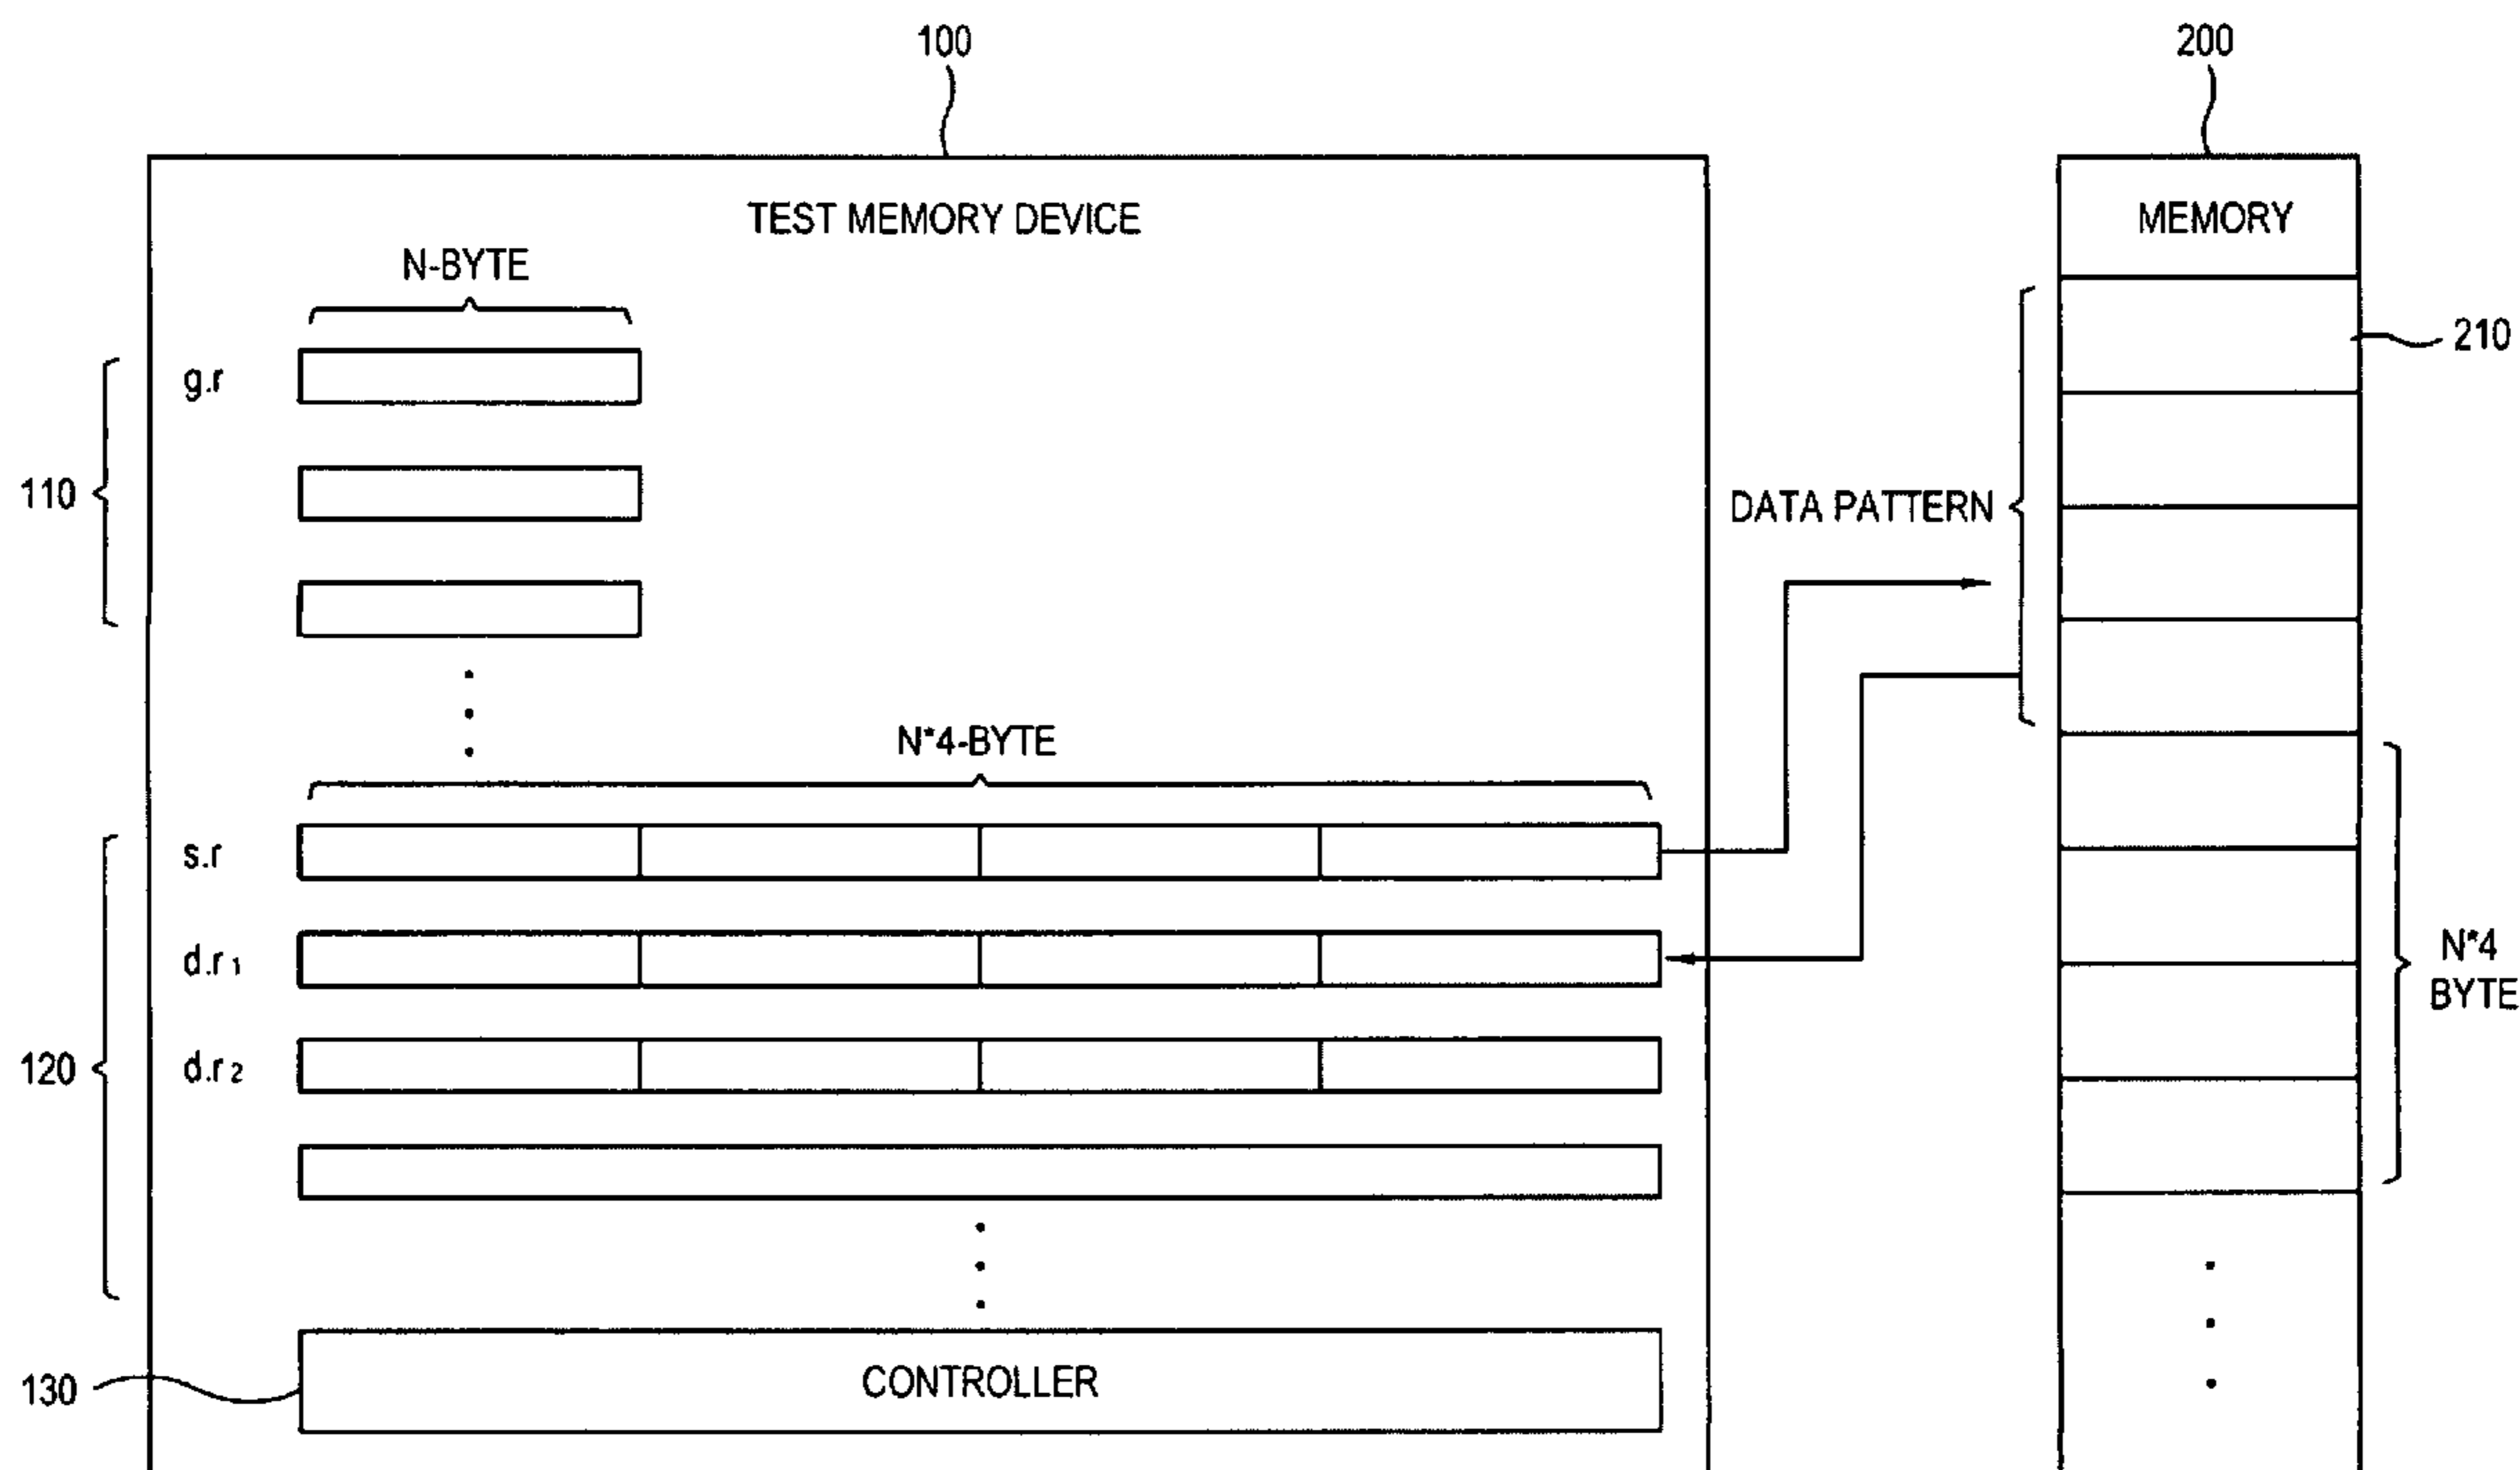 100
200
TEST MEMORY DEVICE
MEMORY
N-BYTE
210
g.r
110
DATA PATTERN
N*4-BYTE
s.r
d.r1
N*4
BYTE
120
d.r2
130
CONTROLLER